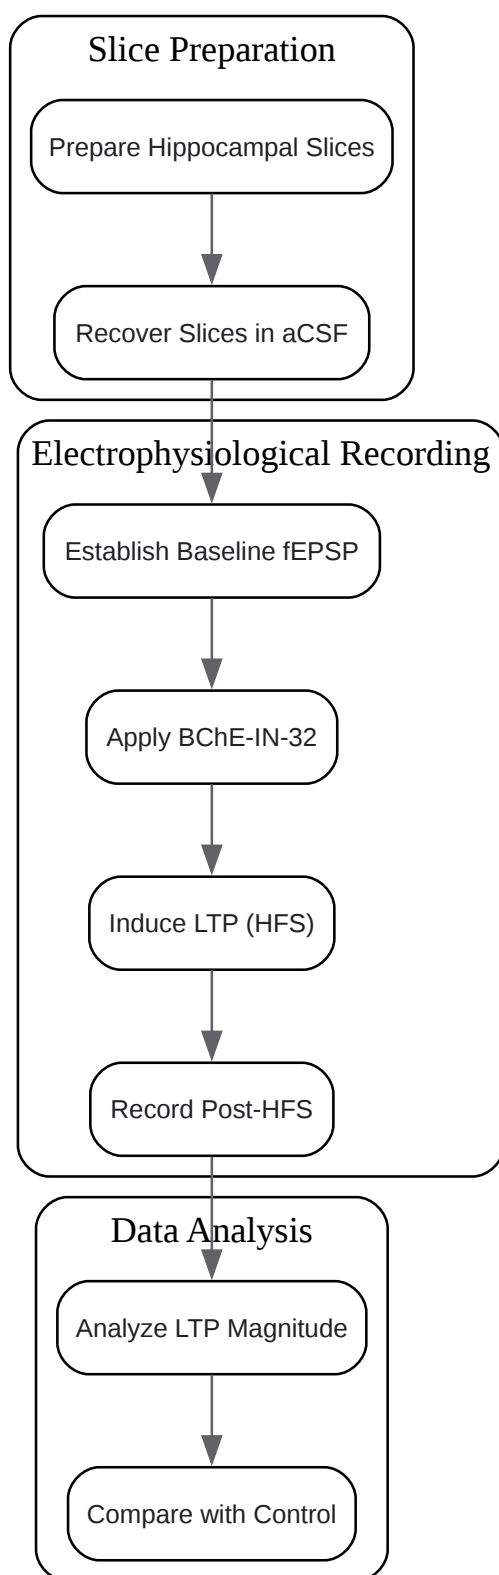 Slice Preparation
Prepare Hippocampal Slices
Recover Slices in aCSF
Electrophysiological Recording
Establish Baseline fEPSP
Apply BChE-IN-32
Induce LTP (HFS)
Record Post-HFS
Data Analysis
Analyze LTP Magnitude
Compare with Control